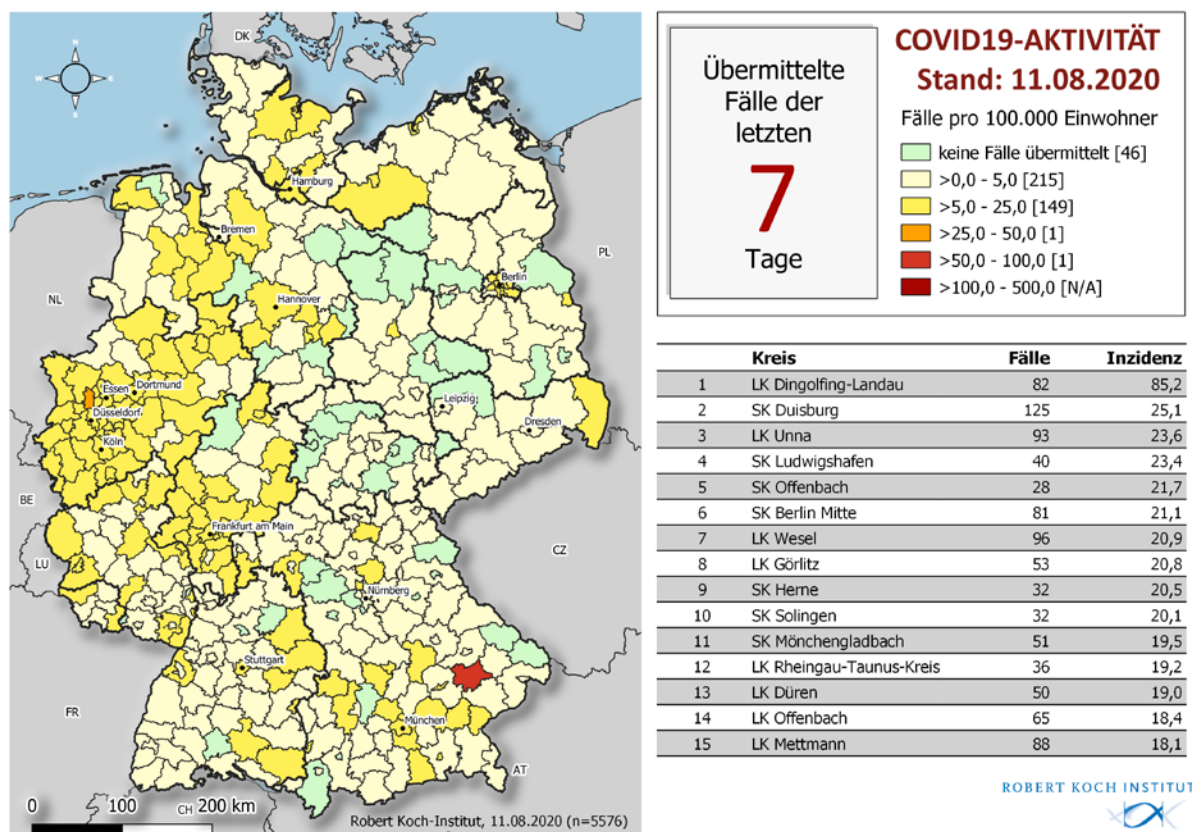 DK
N
W
E
S
Hamburg
Bremen
PL
Berlin
NL
Hannover
Essen
Dortmund
Düsseldorf
Leipzig
Dresden
Köln
BE
Frankfurt am Main
LU
CZ
Nürnberg
Stuttgart
FR
München
AT
CH
0 100 200 km
Robert Koch-Institut, 11.08.2020 (n=5576)
Übermittelte
Fälle der
letzten
7
Tage
COVID19-AKTIVITÄT
Stand: 11.08.2020
Fälle pro 100.000 Einwohner
keine Fälle übermittelt [46]
>0,0 - 5,0 [215]
>5,0 - 25,0 [149]
>25,0 - 50,0 [1]
>50,0 - 100,0 [1]
>100,0 - 500,0 [N/A]
Kreis Fälle Inzidenz
1 LK Dingolfing-Landau 82 85,2
2 SK Duisburg 125 25,1
3 LK Unna 93 23,6
4 SK Ludwigshafen 40 23,4
5 SK Offenbach 28 21,7
6 SK Berlin Mitte 81 21,1
7 LK Wesel 96 20,9
8 LK Görlitz 53 20,8
9 SK Herne 32 20,5
10 SK Solingen 32 20,1
11 SK Mönchengladbach 51 19,5
12 LK Rheingau-Taunus-Kreis 36 19,2
13 LK Düren 50 19,0
14 LK Offenbach 65 18,4
15 LK Mettmann 88 18,1
ROBERT KOCH INSTITUT